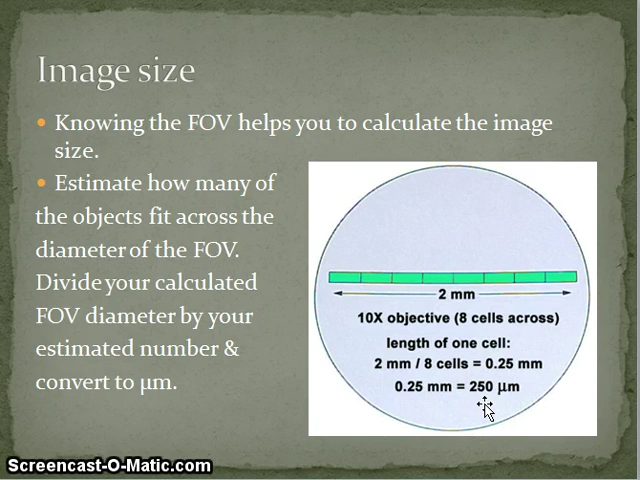 Image size
• Knowing the FOV helps you to calculate the image
size.
• Estimate how many of
the objects fit across the
diameter of the FOV.
Divide your calculated
FOV diameter by your
estimated number &
convert to µm.
2 mm
10X objective (8 cells across)
length of one cell:
2 mm / 8 cells = 0.25 mm
0.25 mm = 250 µm
Screencast-O-Matic.com